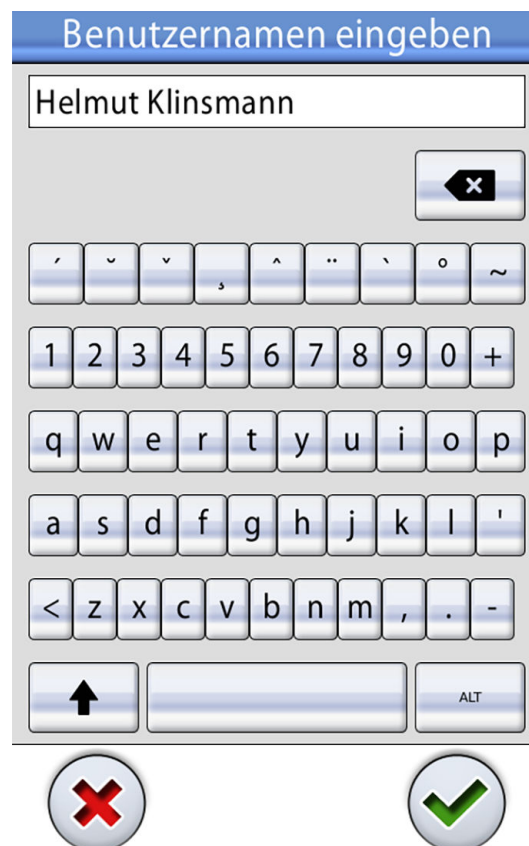 Benutzernamen eingeben
Helmut Klinsmann
´ ˘ ˇ ¸ ^ ¨ ` ° ~
1 2 3 4 5 6 7 8 9 0 +
q w e r t y u i o p
a s d f g h j k l '
< z x c v b n m , . -
ALT